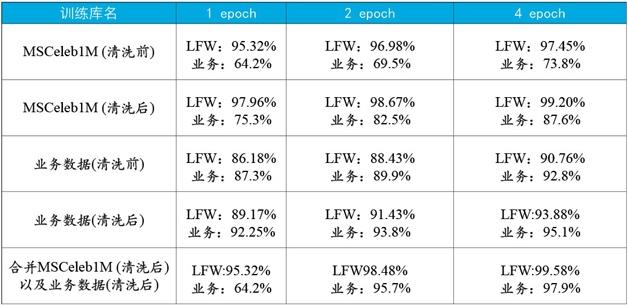 训练库名 1 epoch 2 epoch 4 epoch
MSCeleb1M (清洗前) LFW：95.32% LFW：96.98% LFW：97.45%
业务：64.2% 业务：69.5% 业务：73.8%
MSCeleb1M (清洗后) LFW：97.96% LFW：98.67% LFW：99.20%
业务：75.3% 业务：82.5% 业务：87.6%
业务数据(清洗前) LFW：86.18% LFW：88.43% LFW：90.76%
业务：87.3% 业务：89.9% 业务：92.8%
业务数据(清洗后) LFW：89.17% LFW：91.43% LFW:93.88%
业务：92.25% 业务：93.8% 业务：95.1%
合并MSCeleb1M (清洗后) LFW:95.32% LFW98.48% LFW:99.58%
以及业务数据(清洗后) 业务：64.2% 业务：95.7% 业务：97.9%